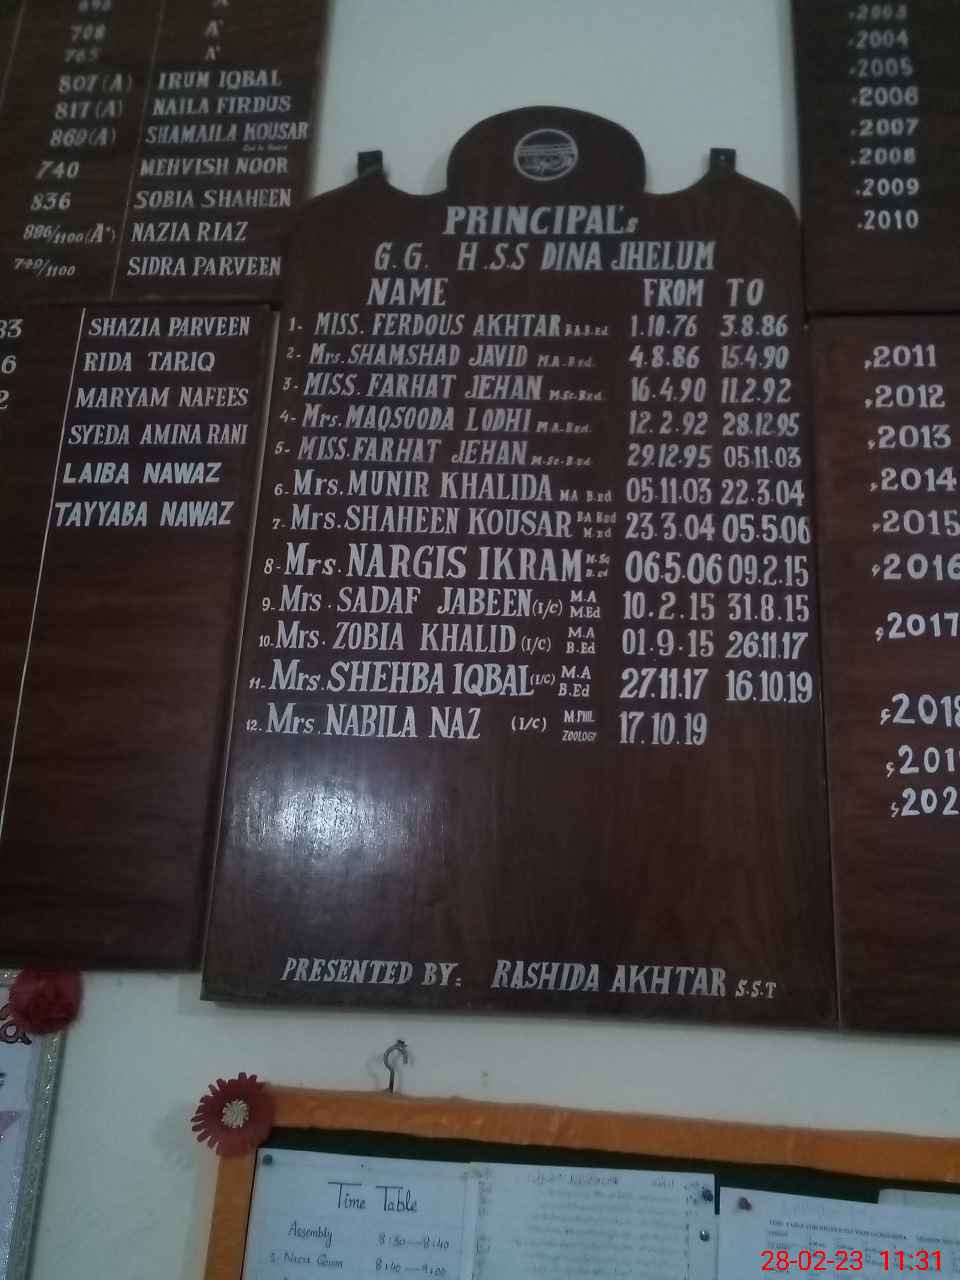 708 A
765 A
807(A) IRUM IQBAL
817(A) NAILA FIRDUS
869(A) SHAMAILA KOUSAR
740 MEHVISH NOOR
836 SOBIA SHAHEEN
886/1100(A+) NAZIA RIAZ
749/1100 SIDRA PARVEEN
SHAZIA PARVEEN
RIDA TARIQ
MARYAM NAFEES
SYEDA AMINA RANI
LAIBA NAWAZ
TAYYABA NAWAZ
PRINCIPAL's
G.G. H.S.S DINA JHELUM
NAME FROM TO
1- MISS. FERDOUS AKHTAR B.A B.Ed 1.10.76 3.8.86
2- Mrs. SHAMSHAD JAVID M.A. B.Ed. 4.8.86 15.4.90
3- MISS. FARHAT JEHAN M.Sc. B.Ed. 16.4.90 11.2.92
4- Mrs. MAQSOODA LODHI M.A. B.Ed. 12.2.92 28.12.95
5- MISS. FARHAT JEHAN M.Sc. B.Ed 29.12.95 05.11.03
6- Mrs. MUNIR KHALIDA MA B.Ed 05.11.03 22.3.04
7- Mrs. SHAHEEN KOUSAR BA B.Ed M.Ed 23.3.04 05.5.06
8- Mrs. NARGIS IKRAM M.Sc B.ed 06.5.06 09.2.15
9- Mrs. SADAF JABEEN (I/C) M.A M.Ed 10.2.15 31.8.15
10. Mrs. ZOBIA KHALID (I/C) M.A B.Ed 01.9.15 26.11.17
11- Mrs. SHEHBA IQBAL (I/C) M.A B.Ed 27.11.17 16.10.19
12. Mrs. NABILA NAZ (I/C) M.PHIL ZOOLOGY 17.10.19
PRESENTED BY: RASHIDA AKHTAR S.S.T
,2003
,2004
,2005
,2006
,2007
,2008
,2009
,2010
,2011
,2012
,2013
,2014
,2015
,2016
,2017
,2018
,201
,202
Time Table
Assembly 8:30—8:40
8:40—9:00
28-02-23 11:31